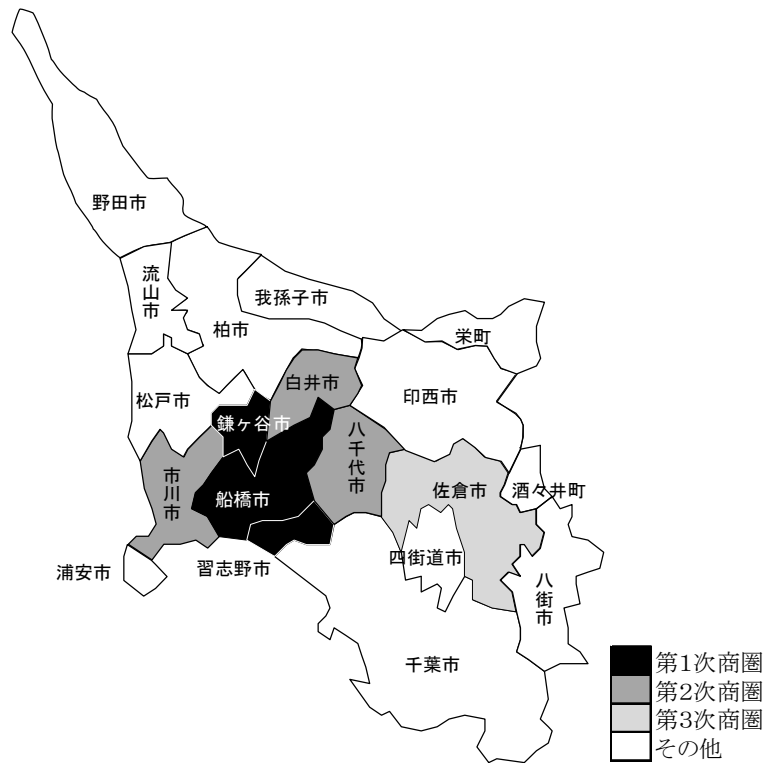 野田市
流山市
我孫子市
柏市
栄町
白井市
印西市
松戸市
鎌ヶ谷市
八千代市
市川市
船橋市
佐倉市
酒々井町
四街道市
習志野市
浦安市
八街市
千葉市
第1次商圏
第2次商圏
第3次商圏
その他